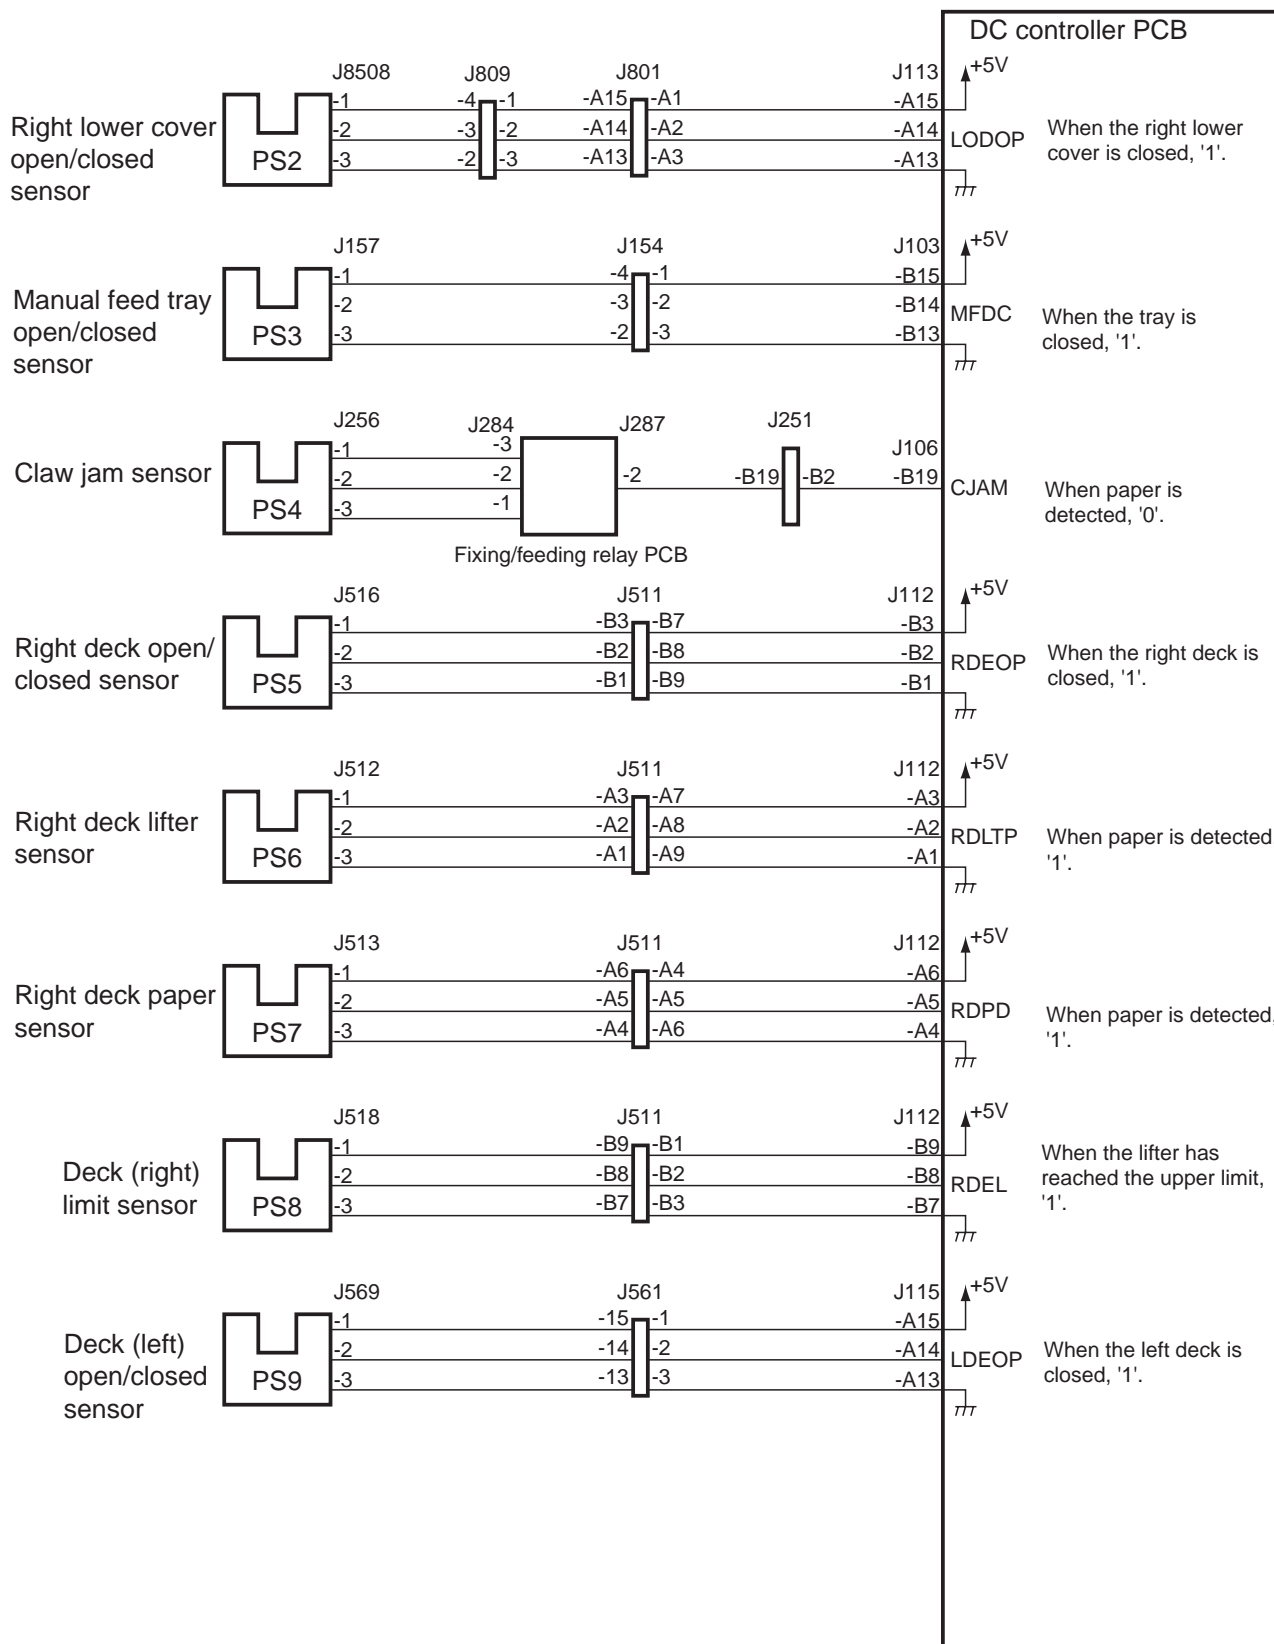 DC controller PCB
J8508 J809 J801 J113 +5V
-1 -4 -1 -A15 -A1 -A15
Right lower cover
open/closed
sensor
PS2
-2 -3 -2 -A14 -A2 -A14 LODOP
-3 -2 -3 -A13 -A3 -A13
When the right lower
cover is closed, '1'.
J157 J154 J103 +5V
-1 -4 -1 -B15
Manual feed tray
open/closed
sensor
PS3
-2 -3 -2 -B14 MFDC
-3 -2 -3 -B13
When the tray is
closed, '1'.
J256 J284 J287 J251 J106
-1 -3
Claw jam sensor
PS4
-2 -2 -2 -B19 -B2 -B19 CJAM
-3 -1
When paper is
detected, '0'.
Fixing/feeding relay PCB
J516 J511 J112 +5V
-1 -B3 -B7 -B3
Right deck open/
closed sensor
PS5
-2 -B2 -B8 -B2 RDEOP
-3 -B1 -B9 -B1
When the right deck is
closed, '1'.
J512 J511 J112 +5V
-1 -A3 -A7 -A3
Right deck lifter
sensor
PS6
-2 -A2 -A8 -A2 RDLTP
-3 -A1 -A9 -A1
When paper is detected
'1'.
J513 J511 J112 +5V
-1 -A6 -A4 -A6
Right deck paper
sensor
PS7
-2 -A5 -A5 -A5 RDPD
-3 -A4 -A6 -A4
When paper is detected,
'1'.
J518 J511 J112 +5V
-1 -B9 -B1 -B9
Deck (right)
limit sensor
PS8
-2 -B8 -B2 -B8 RDEL
-3 -B7 -B3 -B7
When the lifter has
reached the upper limit,
'1'.
J569 J561 J115 +5V
-1 -15 -1 -A15
Deck (left)
open/closed
sensor
PS9
-2 -14 -2 -A14 LDEOP
-3 -13 -3 -A13
When the left deck is
closed, '1'.